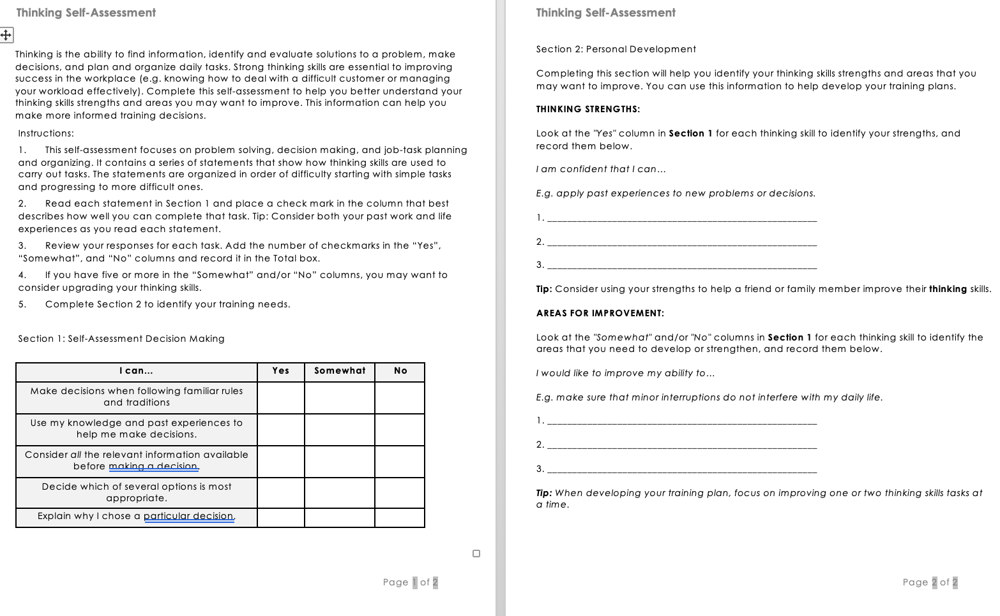 Thinking Self-Assessment
Thinking is the ability to find information, identify and evaluate solutions to a problem, make
decisions, and plan and organize daily tasks. Strong thinking skills are essential to improving
success in the workplace (e.g. knowing how to deal with a difficult customer or managing
your workload effectively). Complete this self-assessment to help you better understand your
thinking skills strengths and areas you may want to improve. This information can help you
make more informed training decisions.
Instructions:
1. This self-assessment focuses on problem solving, decision making, and job-task planning
and organizing. It contains a series of statements that show how thinking skills are used to
carry out tasks. The statements are organized in order of difficulty starting with simple tasks
and progressing to more difficult ones.
2. Read each statement in Section 1 and place a check mark in the column that best
describes how well you can complete that task. Tip: Consider both your past work and life
experiences as you read each statement.
3. Review your responses for each task. Add the number of checkmarks in the “Yes”,
“Somewhat”, and “No” columns and record it in the Total box.
4. If you have five or more in the “Somewhat” and/or “No” columns, you may want to
consider upgrading your thinking skills.
5. Complete Section 2 to identify your training needs.
Section 1: Self-Assessment Decision Making
I can... Yes Somewhat No
Make decisions when following familiar rules
and traditions
Use my knowledge and past experiences to
help me make decisions.
Consider all the relevant information available
before making a decision.
Decide which of several options is most
appropriate.
Explain why I chose a particular decision.
Page 1 of 2
Thinking Self-Assessment
Section 2: Personal Development
Completing this section will help you identify your thinking skills strengths and areas that you
may want to improve. You can use this information to help develop your training plans.
THINKING STRENGTHS:
Look at the "Yes" column in Section 1 for each thinking skill to identify your strengths, and
record them below.
I am confident that I can…
E.g. apply past experiences to new problems or decisions.
1. ______________________________________________________
2. ______________________________________________________
3. ______________________________________________________
Tip: Consider using your strengths to help a friend or family member improve their thinking skills.
AREAS FOR IMPROVEMENT:
Look at the "Somewhat" and/or "No" columns in Section 1 for each thinking skill to identify the
areas that you need to develop or strengthen, and record them below.
I would like to improve my ability to…
E.g. make sure that minor interruptions do not interfere with my daily life.
1. ______________________________________________________
2. ______________________________________________________
3. ______________________________________________________
Tip: When developing your training plan, focus on improving one or two thinking skills tasks at
a time.
Page 2 of 2